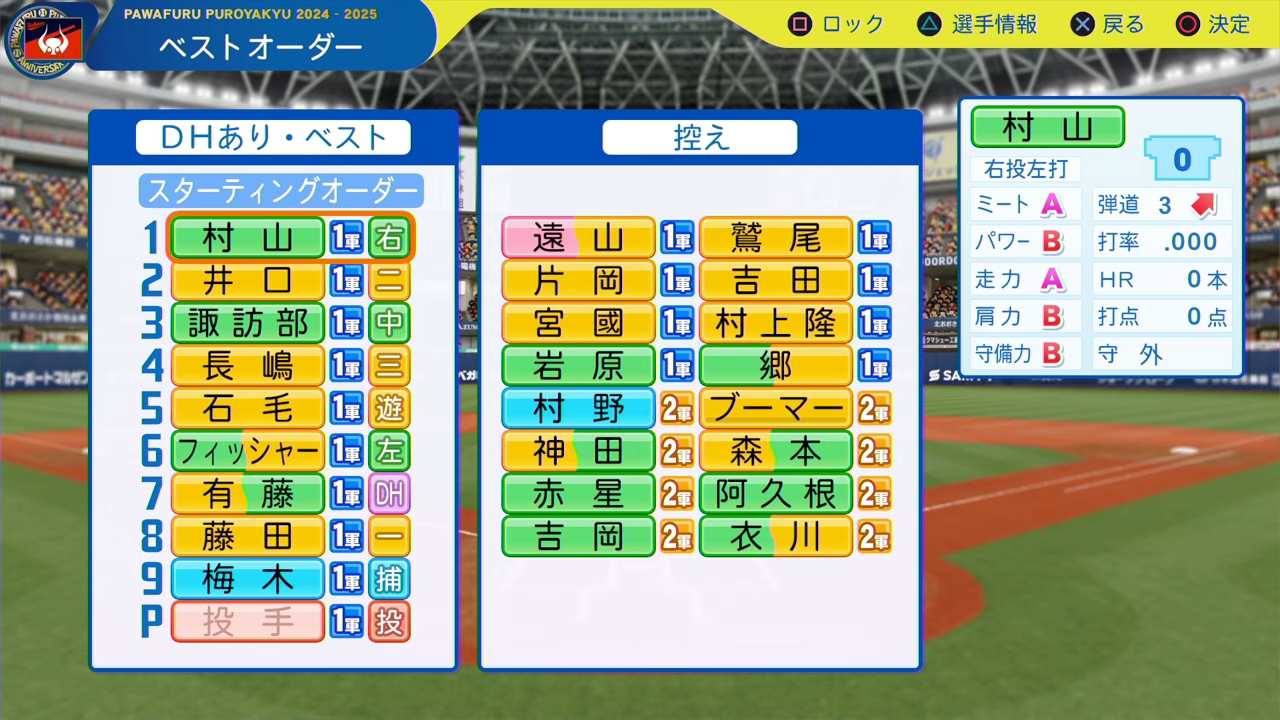 PAWAFURU PUROYAKYU 2024 - 2025
ベストオーダー
ロック 選手情報 戻る 決定
DHあり・ベスト
スターティングオーダー
1 村山 1軍 右
2 井口 1軍 二
3 諏訪部 1軍 中
4 長嶋 1軍 三
5 石毛 1軍 遊
6 フィッシャー 1軍 左
7 有藤 1軍 DH
8 藤田 1軍 一
9 梅木 1軍 捕
P 投手 1軍 投
控え
遠山 1軍 鷲尾 1軍
片岡 1軍 吉田 1軍
宮國 1軍 村上隆 1軍
岩原 1軍 郷 1軍
村野 2軍 ブーマー 2軍
神田 2軍 森本 2軍
赤星 2軍 阿久根 2軍
吉岡 2軍 衣川 2軍
村山
0
右投左打
ミート A 弾道 3
パワー B 打率 .000
走力 A HR 0本
肩力 B 打点 0点
守備力 B 守 外